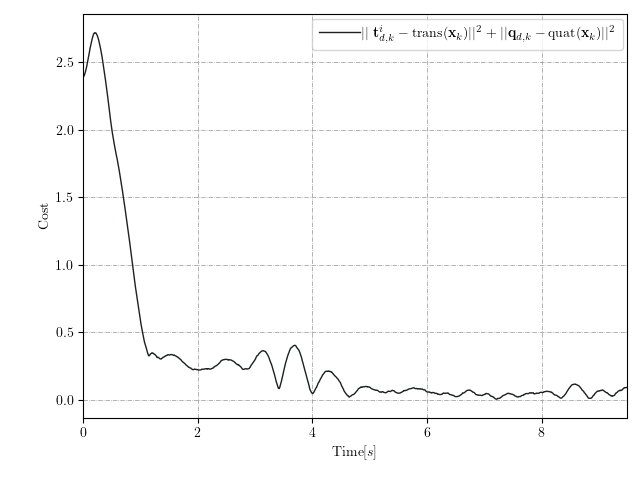 || t^i_{d,k} − trans(x_k)||² + ||q_{d,k} − quat(x_k)||²
2.5
2.0
1.5
1.0
0.5
0.0
Cost
0 2 4 6 8
Time[s]